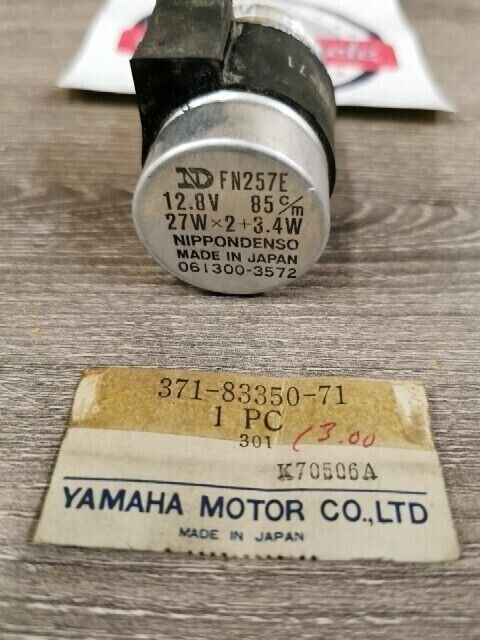 ND FN257E
12.8V 85 c/m
27W×2+3.4W
NIPPONDENSO
MADE IN JAPAN
061300-3572
371-83350-71
1 PC
301 13.00
K70506A
YAMAHA MOTOR CO.,LTD
MADE IN JAPAN